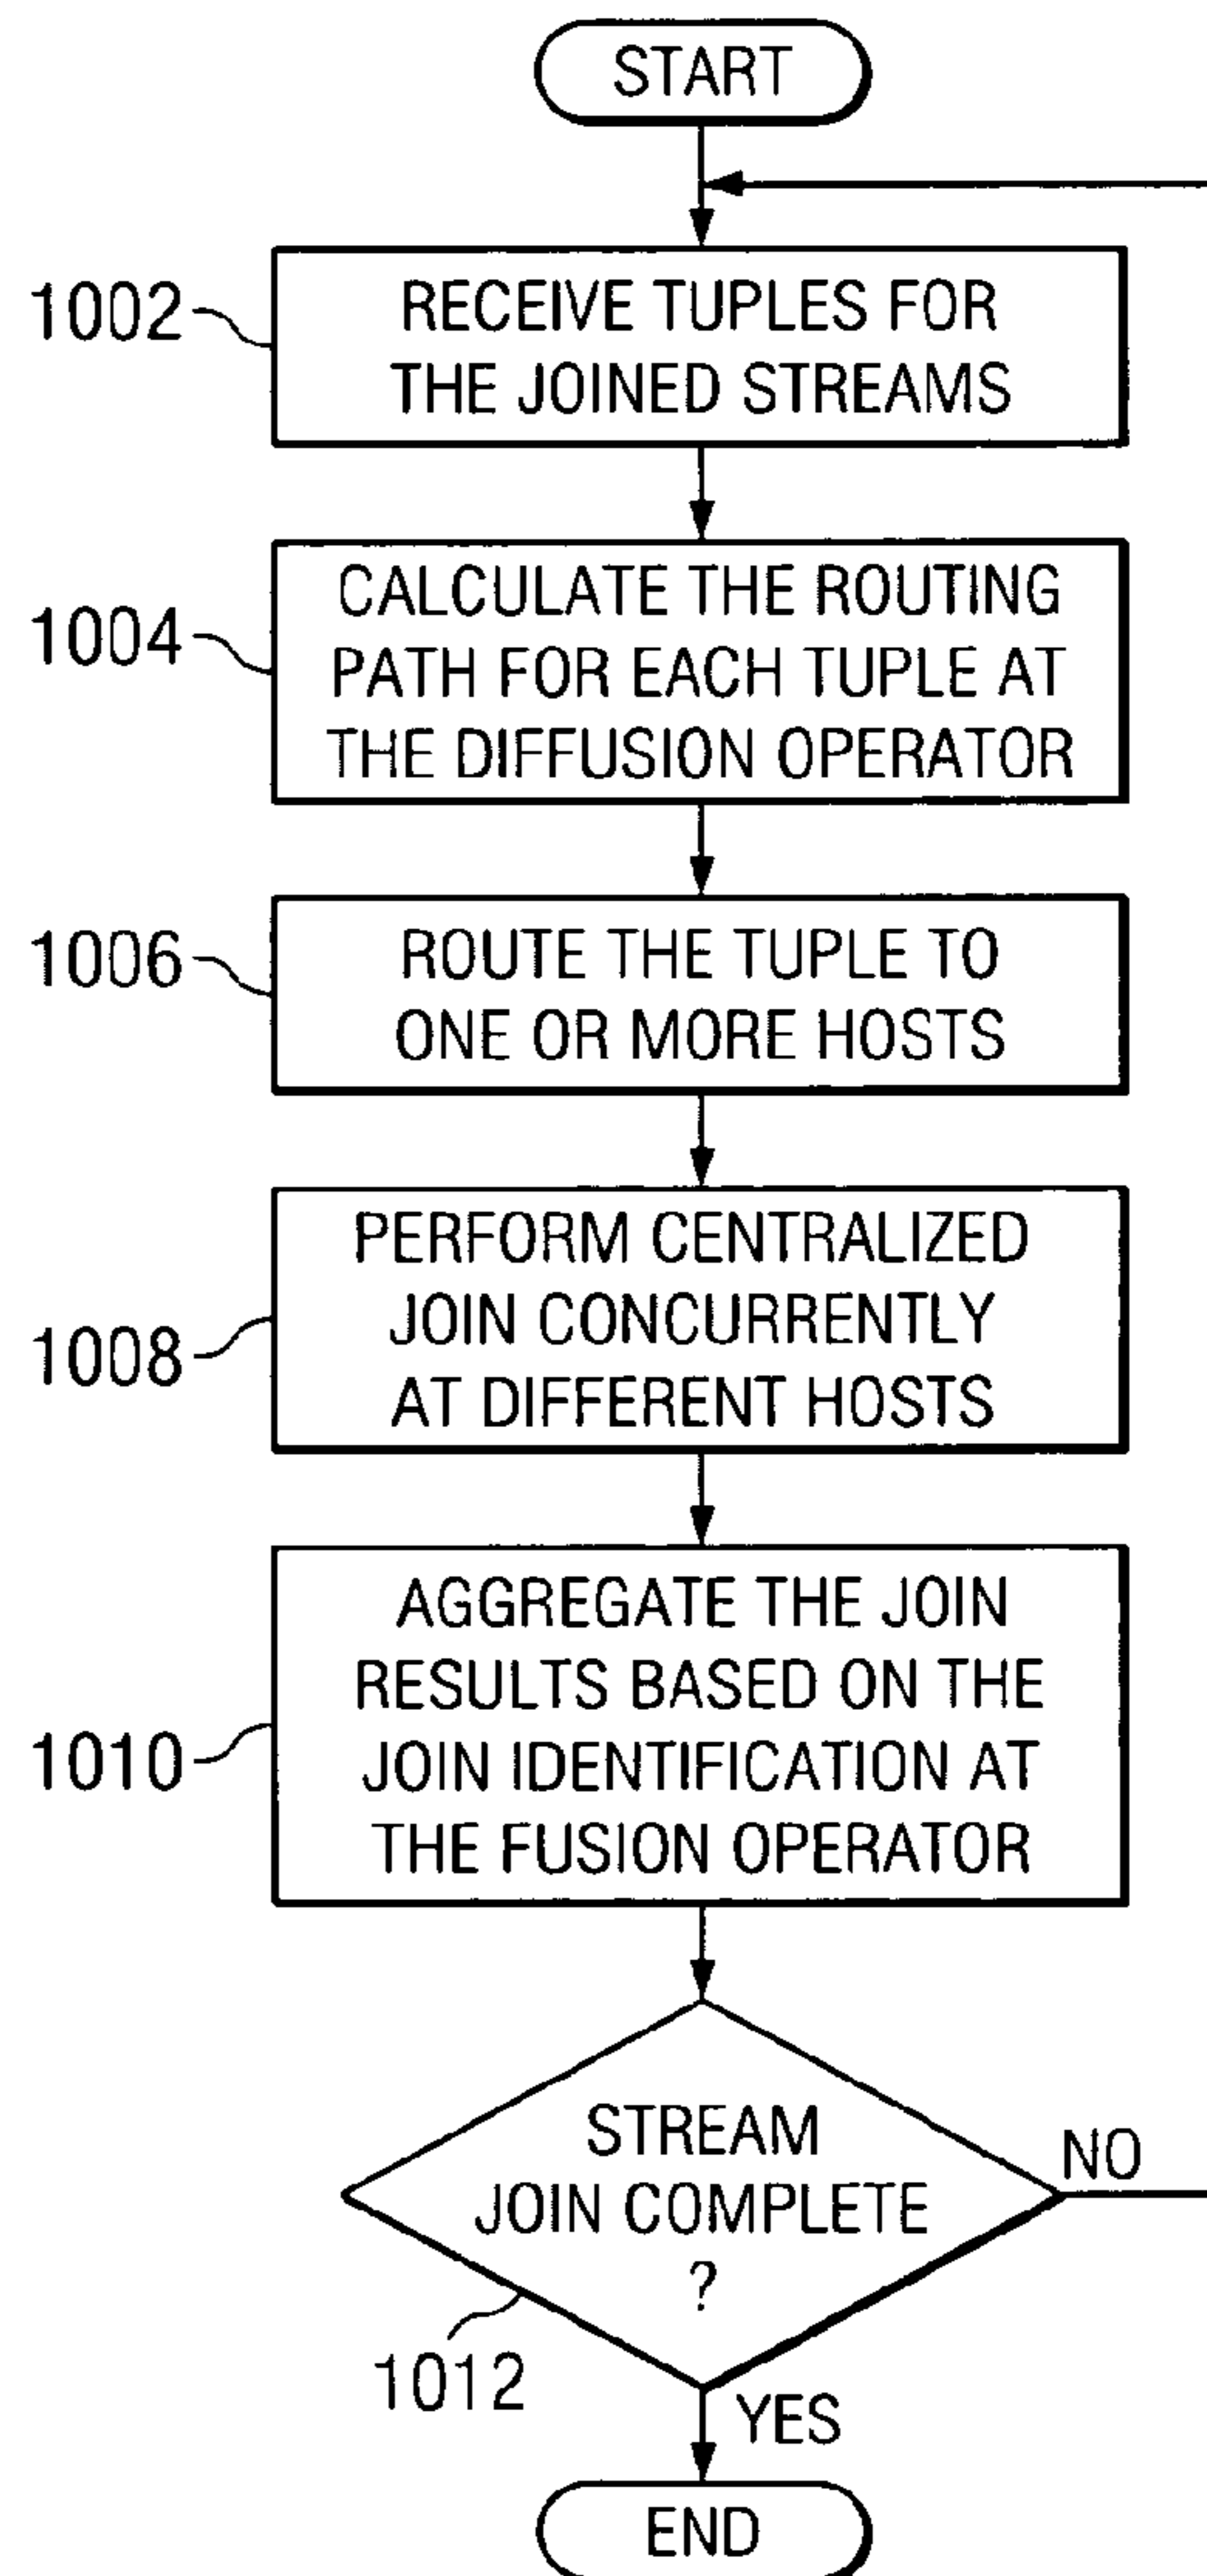 START
1002
RECEIVE TUPLES FOR
THE JOINED STREAMS
1004
CALCULATE THE ROUTING
PATH FOR EACH TUPLE AT
THE DIFFUSION OPERATOR
1006
ROUTE THE TUPLE TO
ONE OR MORE HOSTS
1008
PERFORM CENTRALIZED
JOIN CONCURRENTLY
AT DIFFERENT HOSTS
1010
AGGREGATE THE JOIN
RESULTS BASED ON THE
JOIN IDENTIFICATION AT
THE FUSION OPERATOR
STREAM
JOIN COMPLETE
?
NO
1012
YES
END